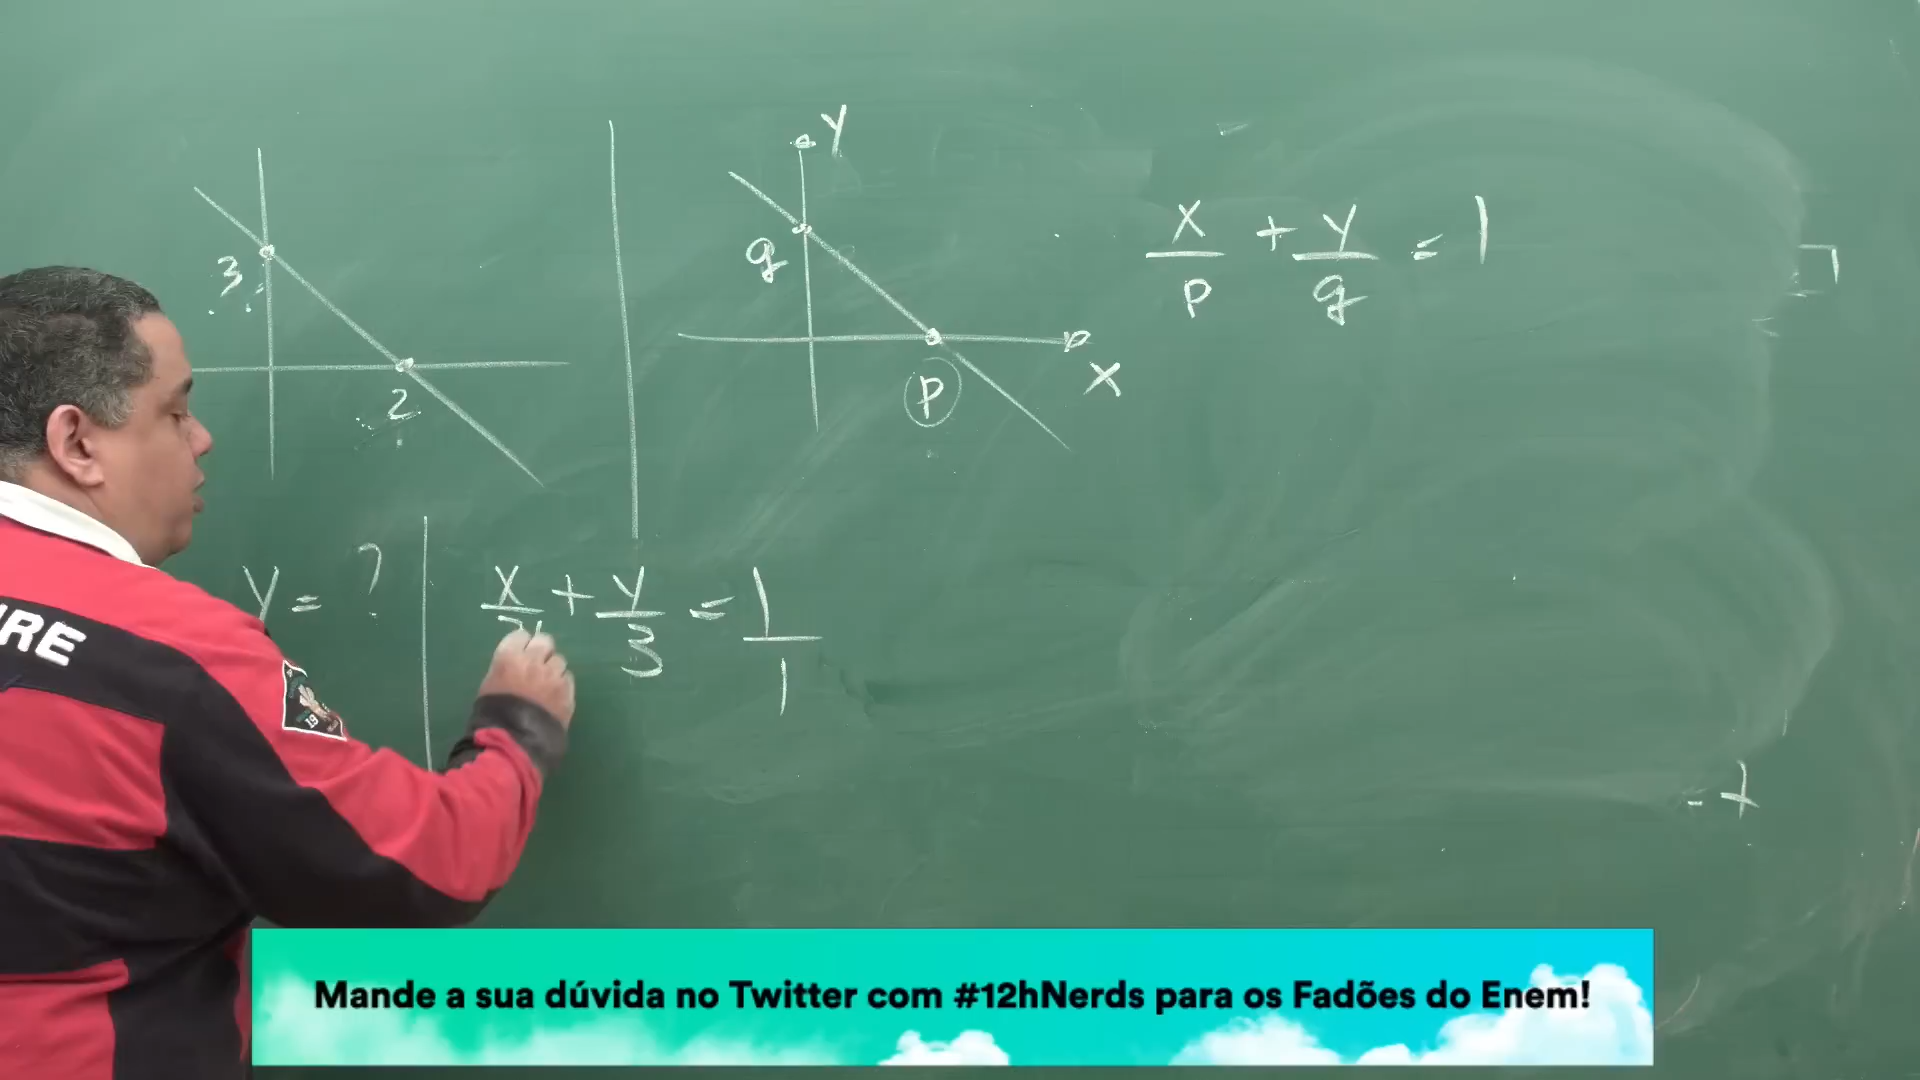 Y
3
q
2
p
X
x/p + y/q = 1
y = ?
x/2 + y/3 = 1/1
RE
19
Mande a sua dúvida no Twitter com #12hNerds para os Fadões do Enem!